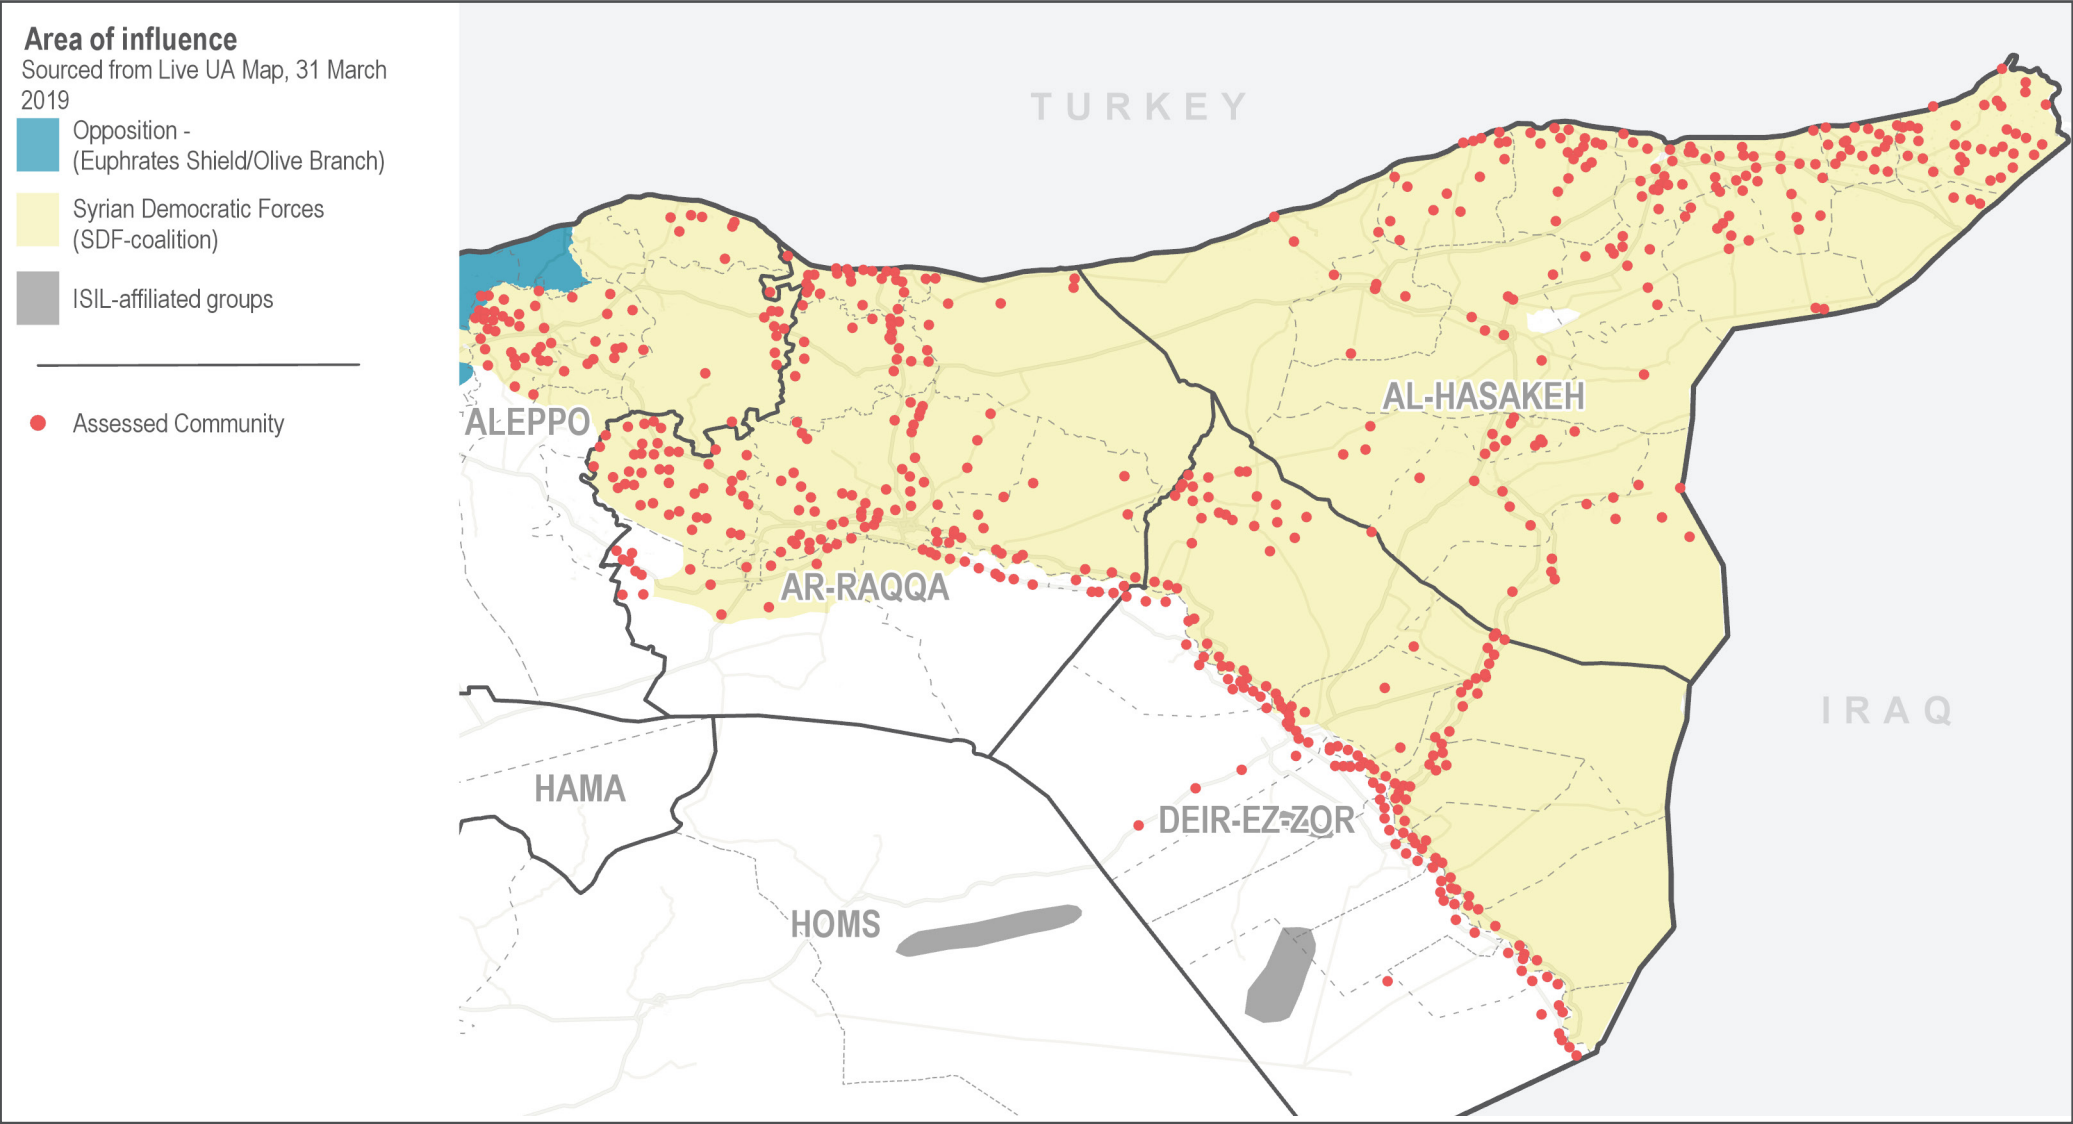 Area of influence
Sourced from Live UA Map, 31 March
2019
Opposition -
(Euphrates Shield/Olive Branch)
Syrian Democratic Forces
(SDF-coalition)
ISIL-affiliated groups
Assessed Community
TURKEY
AL-HASAKEH
ALEPPO
AR-RAQQA
IRAQ
HAMA
DEIR-EZ-ZOR
HOMS